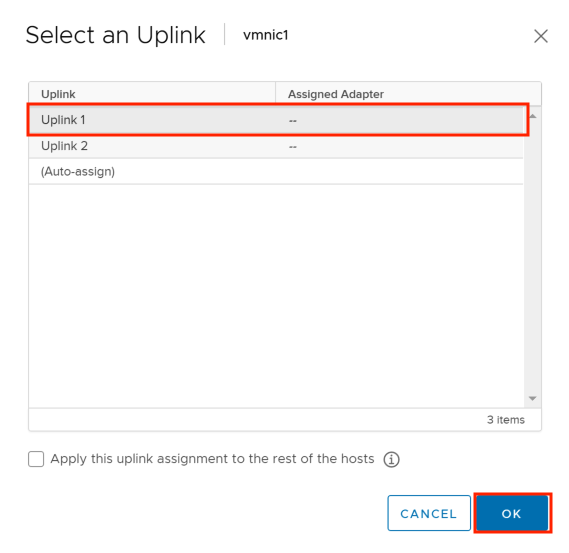 Select an Uplink vmnic1
Uplink Assigned Adapter
Uplink 1 --
Uplink 2 --
(Auto-assign)
3 items
Apply this uplink assignment to the rest of the hosts
CANCEL OK